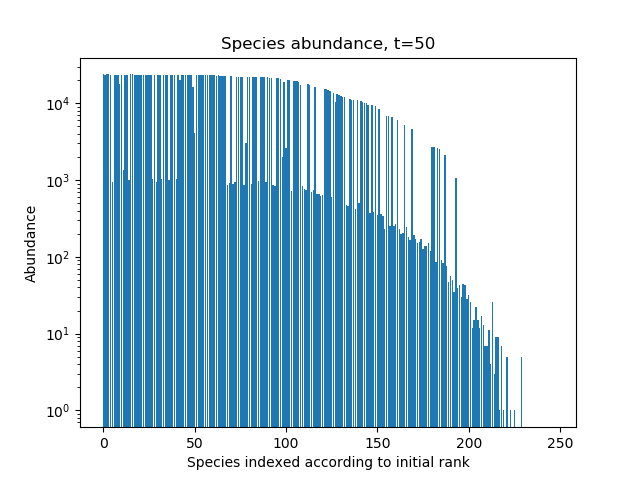 Species abundance, t=50
Abundance
10⁴
10³
10²
10¹
10⁰
0 50 100 150 200 250
Species indexed according to initial rank